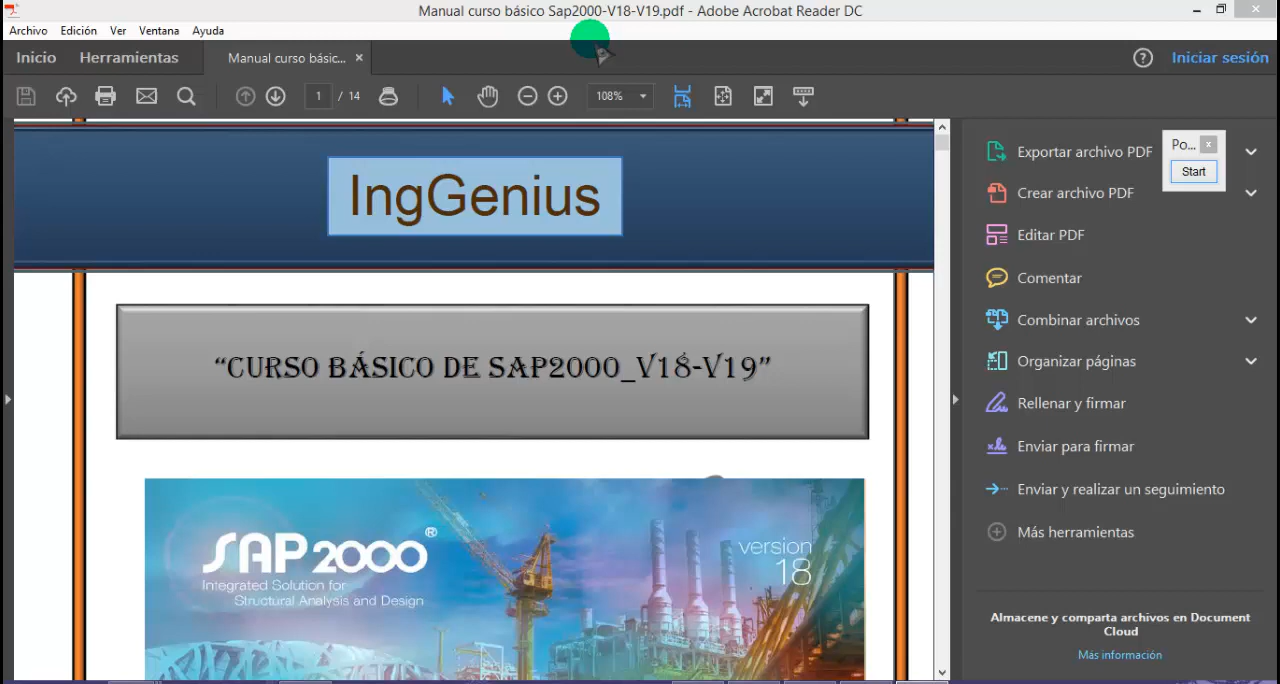 Manual curso básico Sap2000-V18-V19.pdf - Adobe Acrobat Reader DC
Archivo Edición Ver Ventana Ayuda
Inicio Herramientas Manual curso básic... × Iniciar sesión
1 / 14 108%
Exportar archivo PDF
Po... x
Start
Crear archivo PDF
Editar PDF
Comentar
Combinar archivos
Organizar páginas
Rellenar y firmar
Enviar para firmar
Enviar y realizar un seguimiento
Más herramientas
Almacene y comparta archivos en Document
Cloud
Más información
IngGenius
“CURSO BÁSICO DE SAP2000_V18-V19”
SAP2000®
Integrated Solution for
Structural Analysis and Design
version
18